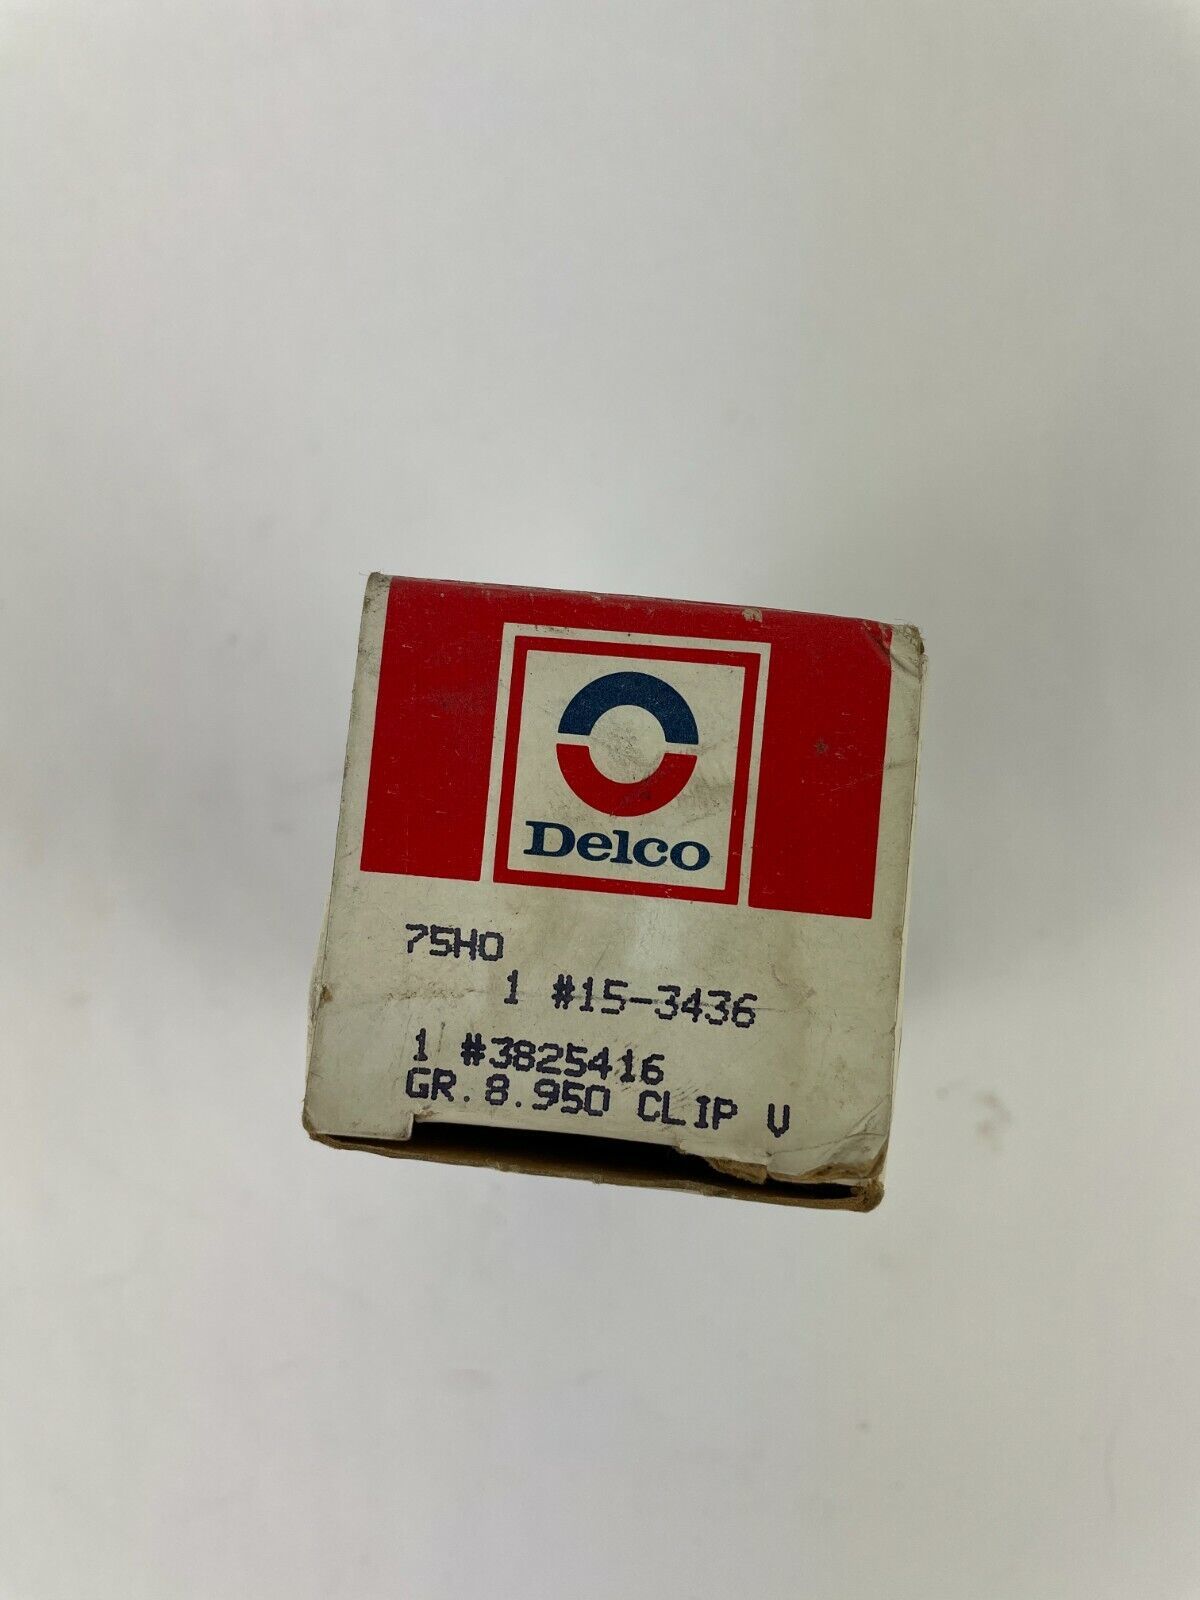 Delco
75HO
1 #15-3436
1 #3825416
GR.8.950 CLIP V